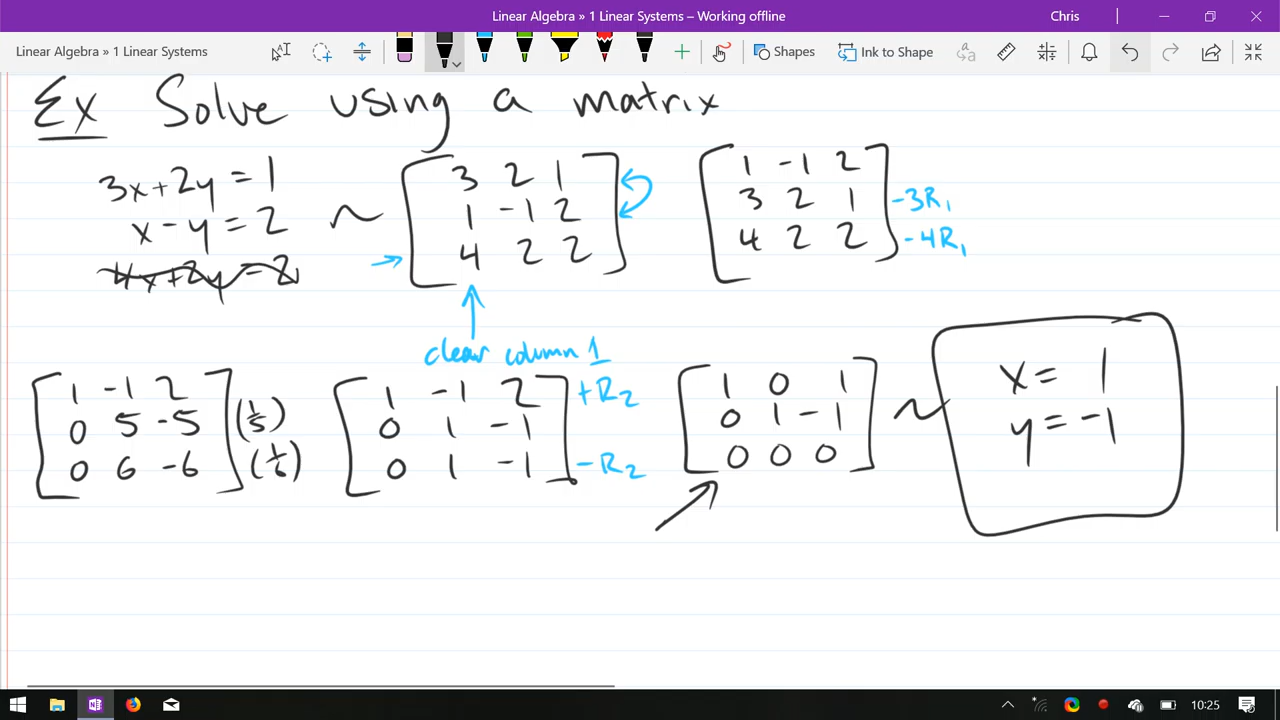 Linear Algebra » 1 Linear Systems – Working offline
Chris
Linear Algebra » 1 Linear Systems
Shapes
Ink to Shape
Ex Solve using a matrix
3x+2y = 1
x - y = 2
4x+2y = 2
~
3 2 1
1 -1 2
4 2 2
clear column 1
1 -1 2
3 2 1 -3R₁
4 2 2 -4R₁
1 -1 2
0 5 -5 (1/5)
0 6 -6 (1/6)
1 -1 2 +R₂
0 1 -1
0 1 -1 -R₂
1 0 1
0 1 -1
0 0 0
~
x = 1
y = -1
10:25